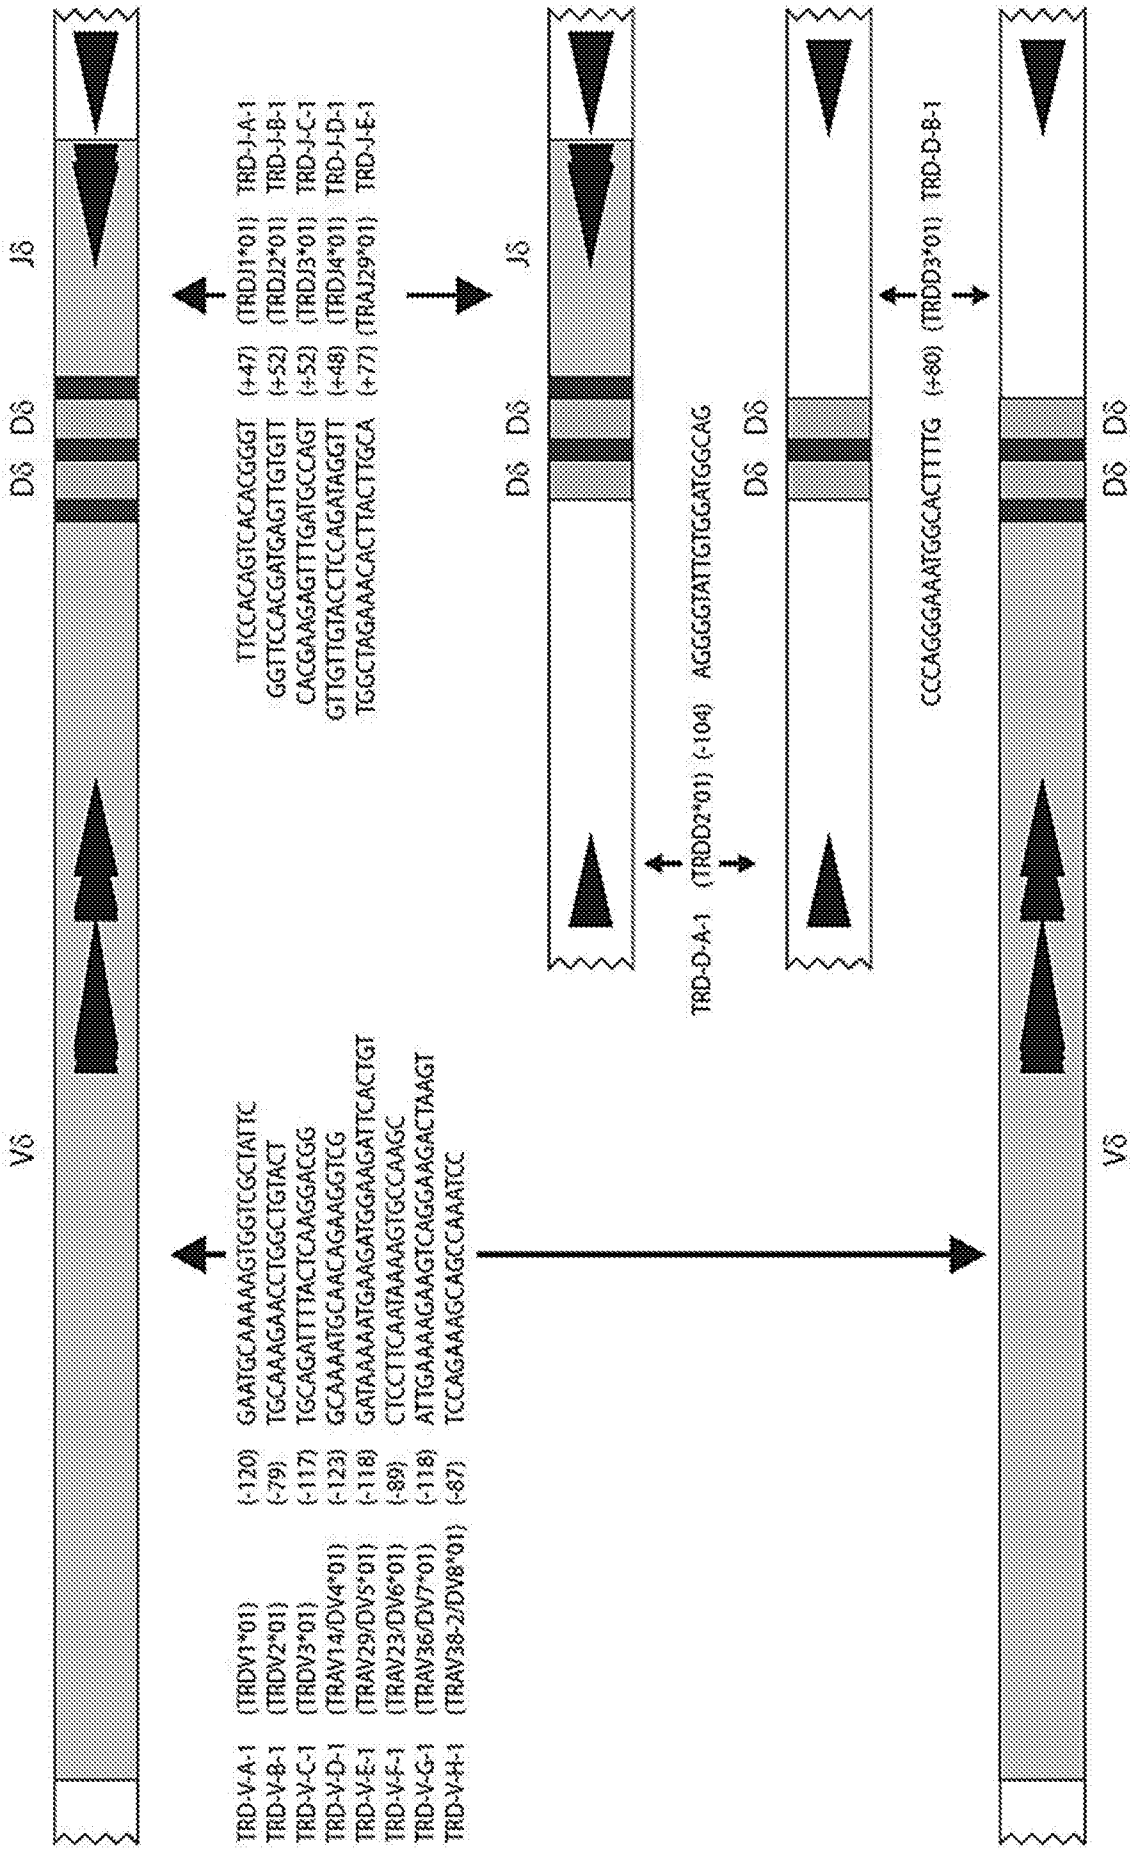 Vδ Dδ Dδ Jδ
TRD-V-A-1 (TRDV1*01) (-120) GAATGCAAAAAGTGGTCGCTATTC
TRD-V-B-1 (TRDV2*01) (-79) TGCAAAGAACCTGGCTGTACT
TRD-V-C-1 (TRDV3*01) (-117) TGCAGATTTTACTCAAGGACGG
TRD-V-D-1 (TRAV14/DV4*01) (-123) GCAAAATGCAACAGAAGGTCG
TRD-V-E-1 (TRAV29/DV5*01) (-118) GATAAAAATGAAGATGGAAGATTCACTGT
TRD-V-F-1 (TRAV23/DV6*01) (-89) CTCCTTCAATAAAAGTGCCAAGC
TRD-V-G-1 (TRAV36/DV7*01) (-118) ATTGAAAAGAAGTCAGGAAGACTAAGT
TRD-V-H-1 (TRAV38-2/DV8*01) (-87) TCCAGAAAGCAGCCAAATCC
TTCCACAGTCACACGGGT (+47) (TRDJ1*01) TRD-J-A-1
GGTTCCACGATGAGTTGTGTT (+52) (TRDJ2*01) TRD-J-B-1
CACGAAGAGTTTGATGCCAGT (+52) (TRDJ3*01) TRD-J-C-1
GTTGTTGTACCTCCAGATAGGTT (+48) (TRDJ4*01) TRD-J-D-1
TGGCTAGAAACACTTACTTGCA (+77) (TRAJ29*01) TRD-J-E-1
Dδ Dδ Jδ
TRD-D-A-1 (TRDD2*01) (-104) AGGGGTATTGTGGATGGCAG
Dδ Dδ
CCCAGGGAAATGGCACTTTTG (+80) (TRDD3*01) TRD-D-B-1
Vδ Dδ Dδ